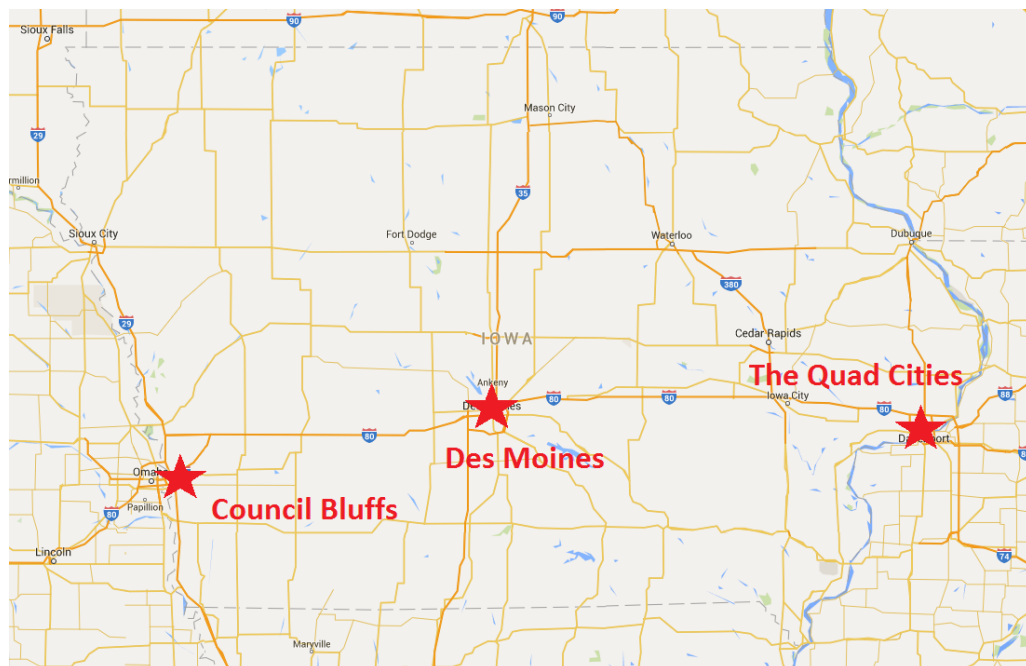 90
90
Sioux Falls
Mason City
29
rmillion
35
Sioux City
Fort Dodge
Waterloo
Dubuque
380
29
IOWA
Cedar Rapids
The Quad Cities
Ankeny
80
80
Iowa City
80
88
80
Des Moines
Omaha
Council Bluffs
Papillion
80
Lincoln
74
Maryville